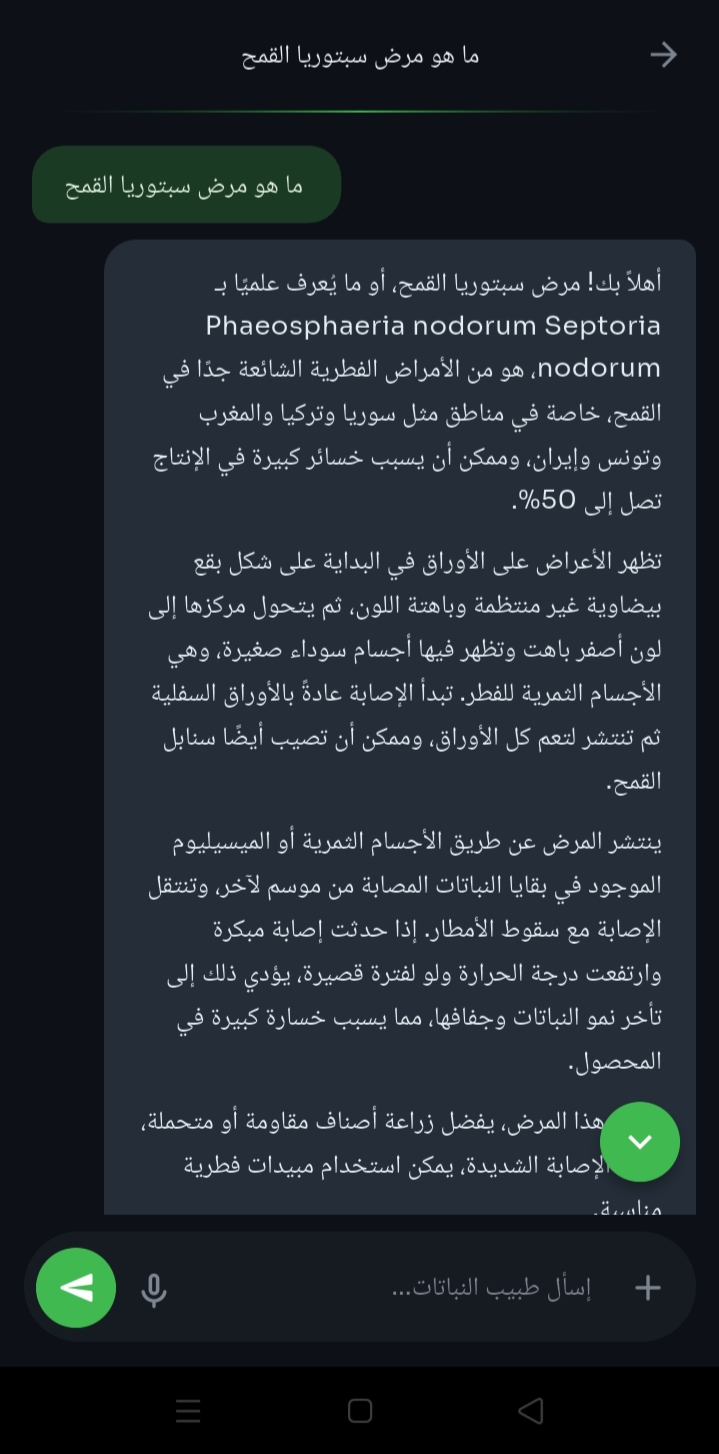 ما هو مرض سبتوريا القمح
ما هو مرض سبتوريا القمح
أهلاً بك! مرض سبتوريا القمح، أو ما يُعرف علميًا بـ
Phaeosphaeria nodorum Septoria
nodorum، هو من الأمراض الفطرية الشائعة جدًا في
القمح، خاصة في مناطق مثل سوريا وتركيا والمغرب
وتونس وإيران، وممكن أن يسبب خسائر كبيرة في الإنتاج
تصل إلى 50%.
تظهر الأعراض على الأوراق في البداية على شكل بقع
بيضاوية غير منتظمة وباهتة اللون، ثم يتحول مركزها إلى
لون أصفر باهت وتظهر فيها أجسام سوداء صغيرة، وهي
الأجسام الثمرية للفطر. تبدأ الإصابة عادةً بالأوراق السفلية
ثم تنتشر لتعم كل الأوراق، وممكن أن تصيب أيضًا سنابل
القمح.
ينتشر المرض عن طريق الأجسام الثمرية أو الميسيليوم
الموجود في بقايا النباتات المصابة من موسم لآخر، وتنتقل
الإصابة مع سقوط الأمطار. إذا حدثت إصابة مبكرة
وارتفعت درجة الحرارة ولو لفترة قصيرة، يؤدي ذلك إلى
تأخر نمو النباتات وجفافها، مما يسبب خسارة كبيرة في
المحصول.
هذا المرض، يفضل زراعة أصناف مقاومة أو متحملة،
الإصابة الشديدة، يمكن استخدام مبيدات فطرية
مناسبة.
إسأل طبيب النباتات...